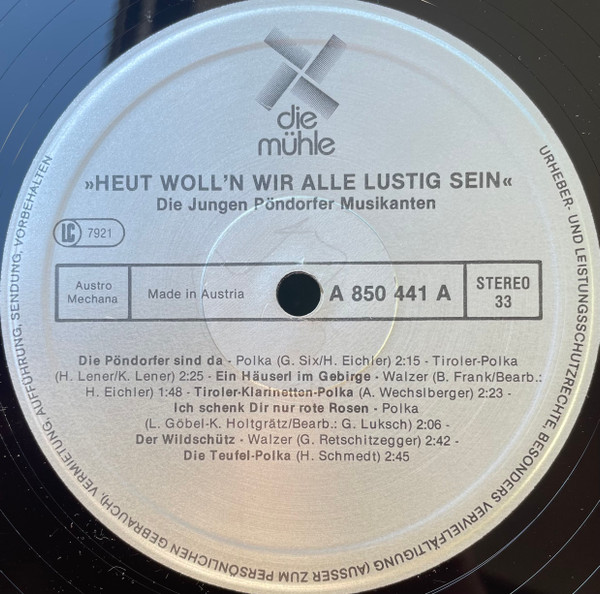 die
mühle
»HEUT WOLL'N WIR ALLE LUSTIG SEIN«
Die Jungen Pöndorfer Musikanten
LC 7921
Austro
Mechana
Made in Austria
A 850 441 A
STEREO
33
Die Pöndorfer sind da - Polka (G. Six/H. Eichler) 2:15 - Tiroler-Polka
(H. Lener/K. Lener) 2:25 - Ein Häuserl im Gebirge - Walzer (B. Frank/Bearb.:
H. Eichler) 1:48 - Tiroler-Klarinetten-Polka (A. Wechslberger) 2:23 -
Ich schenk Dir nur rote Rosen - Polka
(L. Göbel-K. Holtgrätz/Bearb.: G. Luksch) 2:06 -
Der Wildschütz - Walzer (G. Retschitzegger) 2:42 -
Die Teufel-Polka (H. Schmedt) 2:45
URHEBER- UND LEISTUNGSSCHUTZRECHTE, BESONDERS VERVIELFÄLTIGUNG (AUSSER ZUM PERSÖNLICHEN GEBRAUCH), VERMIETUNG, AUFFÜHRUNG, SENDUNG, VORBEHALTEN